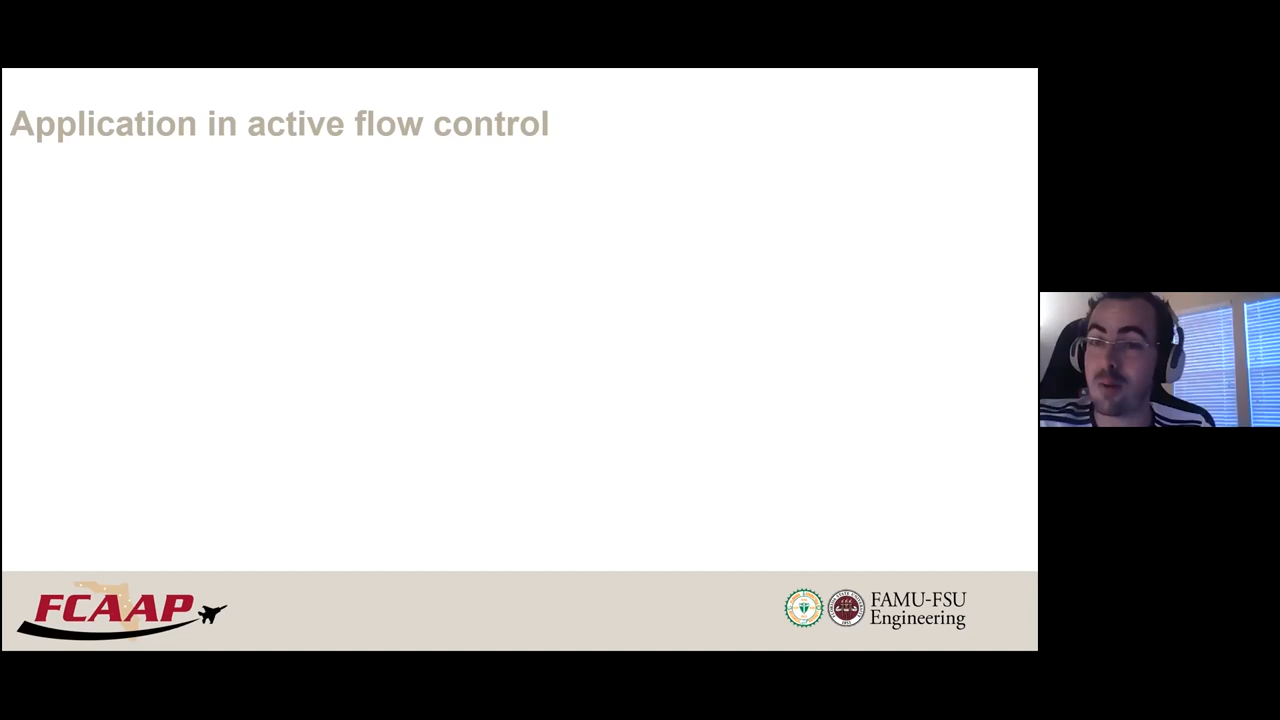 Application in active flow control
FCAAP
FAMU-FSU
Engineering